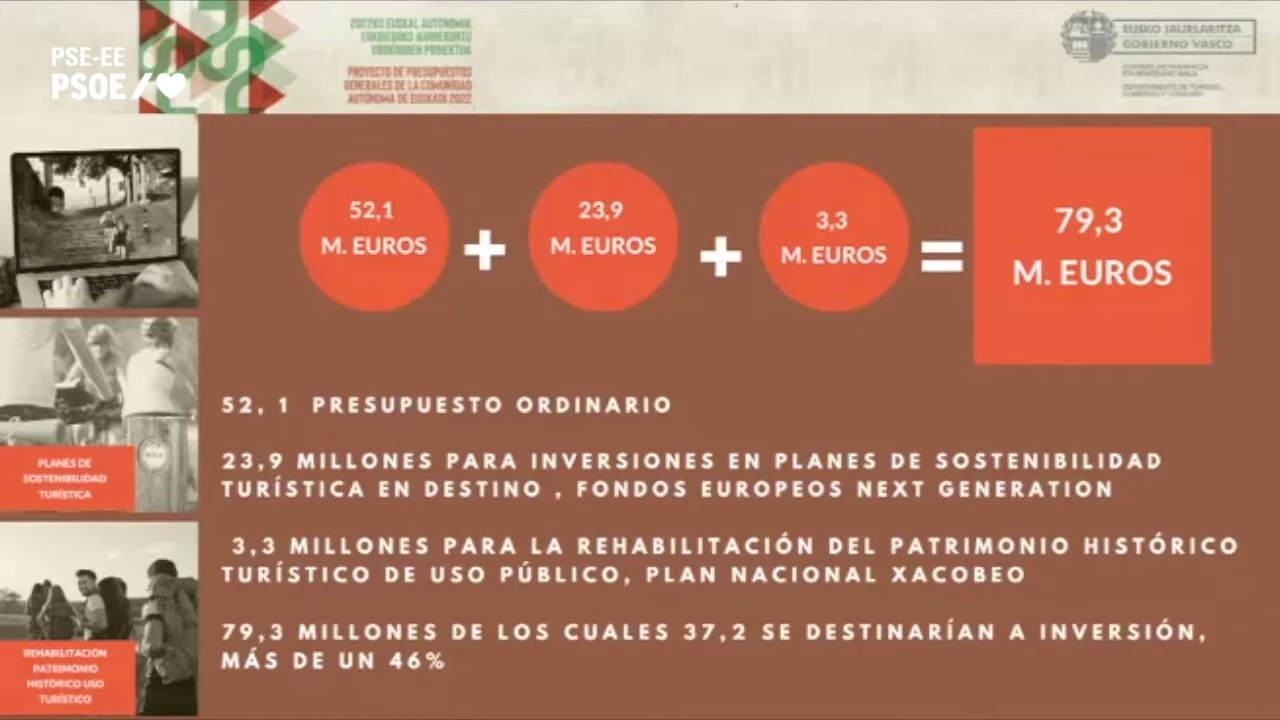 PSE-EE
PSOE
2022KO EUSKAL AUTONOMIA
ERKIDEGOKO AURREKONTU
OROKORREN PROIEKTUA
PROYECTO DE PRESUPUESTOS
GENERALES DE LA COMUNIDAD
AUTÓNOMA DE EUSKADI 2022
EUSKO JAURLARITZA
GOBIERNO VASCO
52,1
M. EUROS
+
23,9
M. EUROS
+
3,3
M. EUROS
=
79,3
M. EUROS
52, 1 PRESUPUESTO ORDINARIO
23,9 MILLONES PARA INVERSIONES EN PLANES DE SOSTENIBILIDAD
TURÍSTICA EN DESTINO , FONDOS EUROPEOS NEXT GENERATION
3,3 MILLONES PARA LA REHABILITACIÓN DEL PATRIMONIO HISTÓRICO
TURÍSTICO DE USO PÚBLICO, PLAN NACIONAL XACOBEO
79,3 MILLONES DE LOS CUALES 37,2 SE DESTINARÍAN A INVERSIÓN,
MÁS DE UN 46%
PLANES DE
SOSTENIBILIDAD
TURÍSTICA
REHABILITACIÓN
PATRIMONIO
HISTÓRICO USO
TURÍSTICO